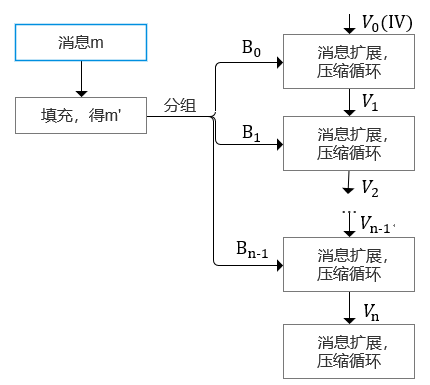 消息m
填充，得m'
分组
B₀
B₁
Bₙ₋₁
V₀(IV)
消息扩展，
压缩循环
V₁
消息扩展，
压缩循环
V₂
...
Vₙ₋₁
消息扩展，
压缩循环
Vₙ
消息扩展，
压缩循环